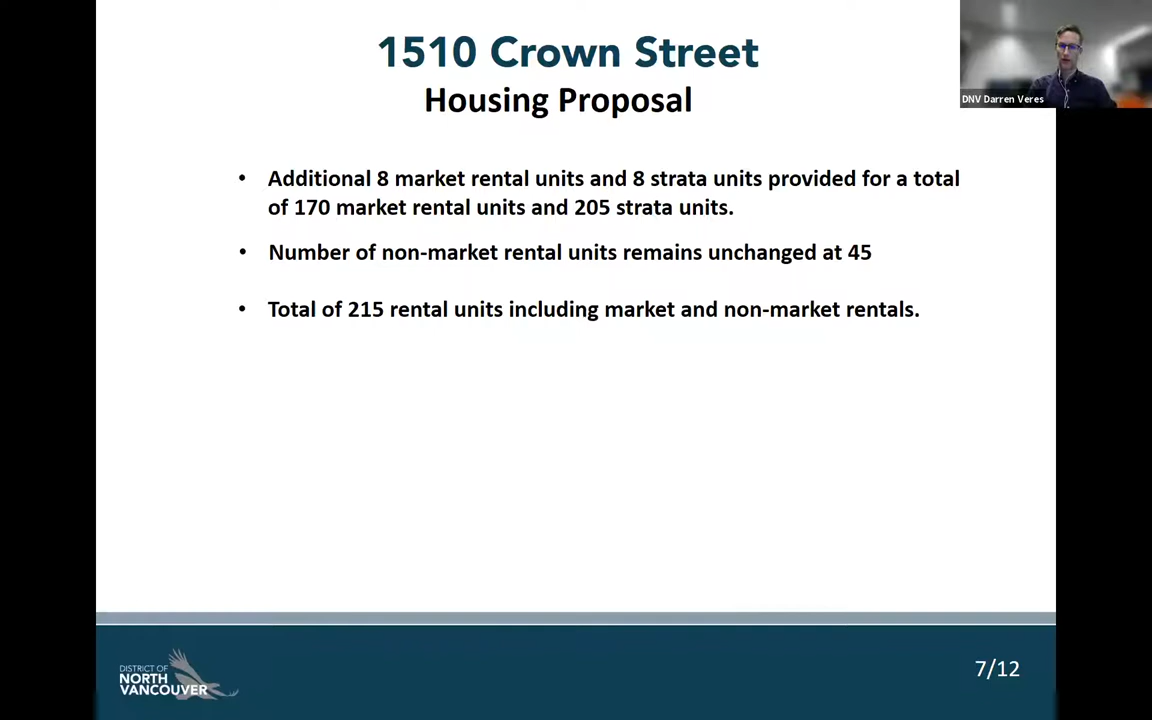 1510 Crown Street
Housing Proposal
DNV Darren Veres
• Additional 8 market rental units and 8 strata units provided for a total
of 170 market rental units and 205 strata units.
• Number of non-market rental units remains unchanged at 45
• Total of 215 rental units including market and non-market rentals.
DISTRICT OF
NORTH
VANCOUVER
7/12